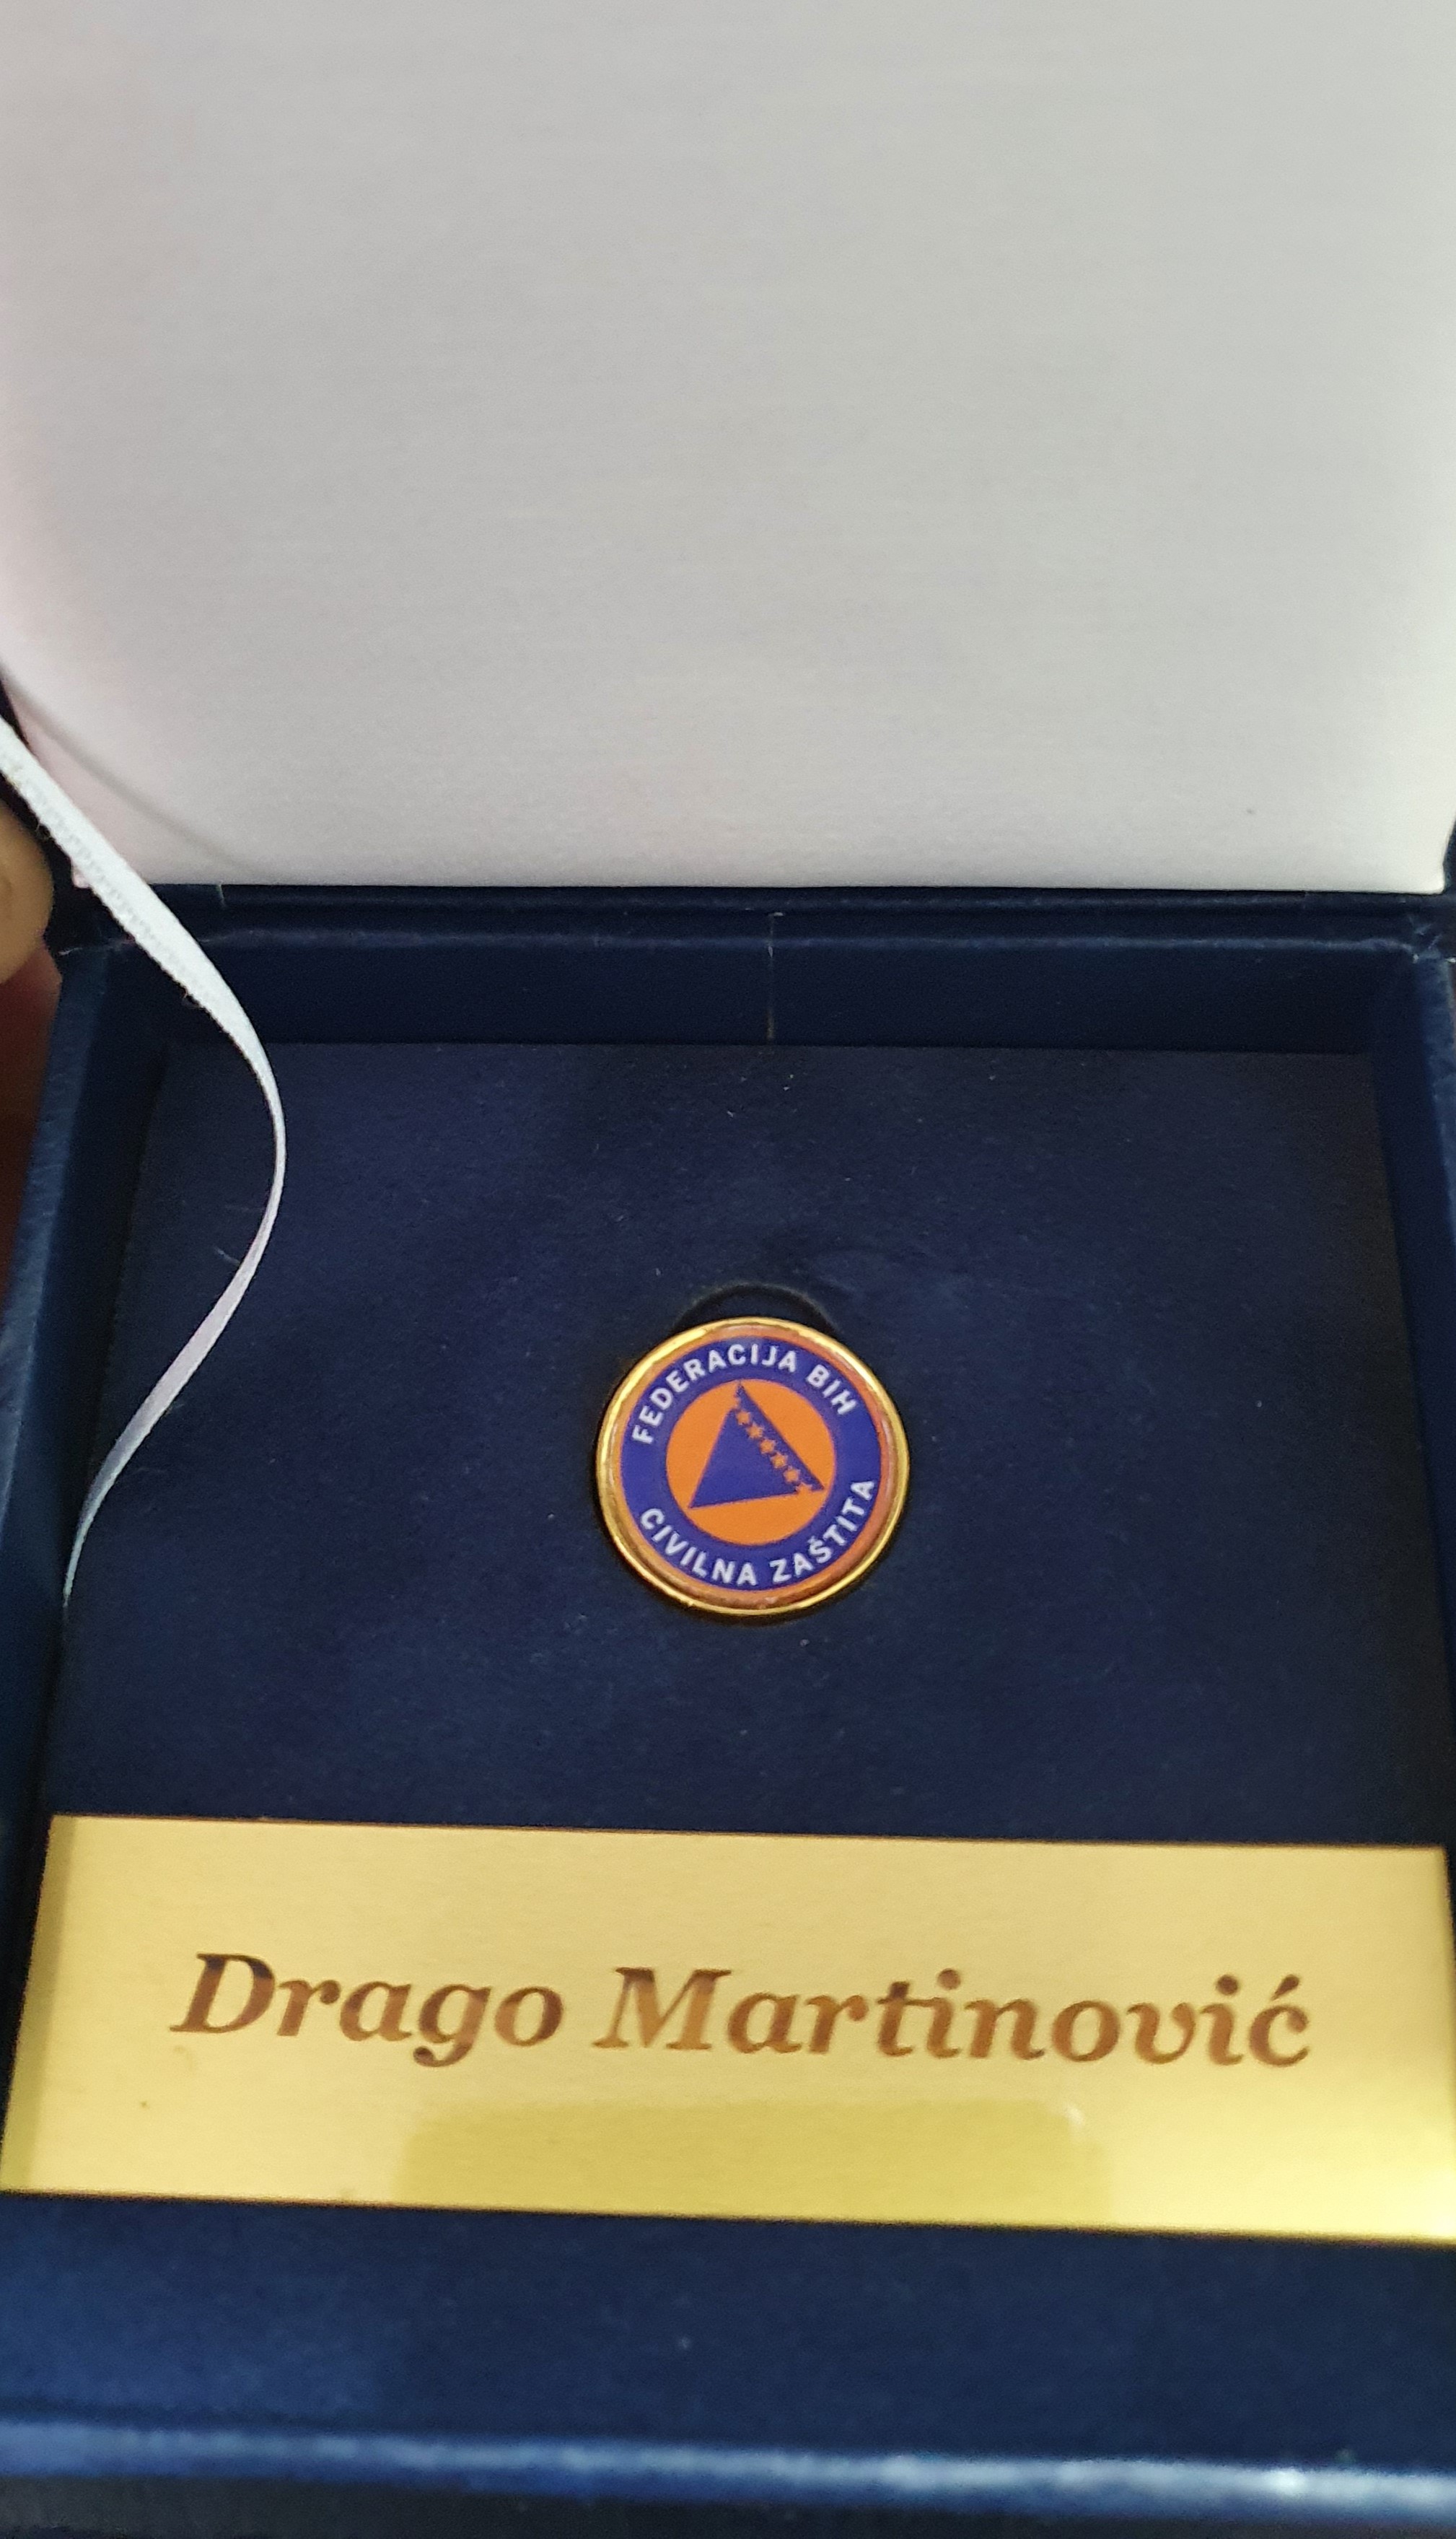 FEDERACIJA BIH
CIVILNA ZAŠTITA
Drago Martinović